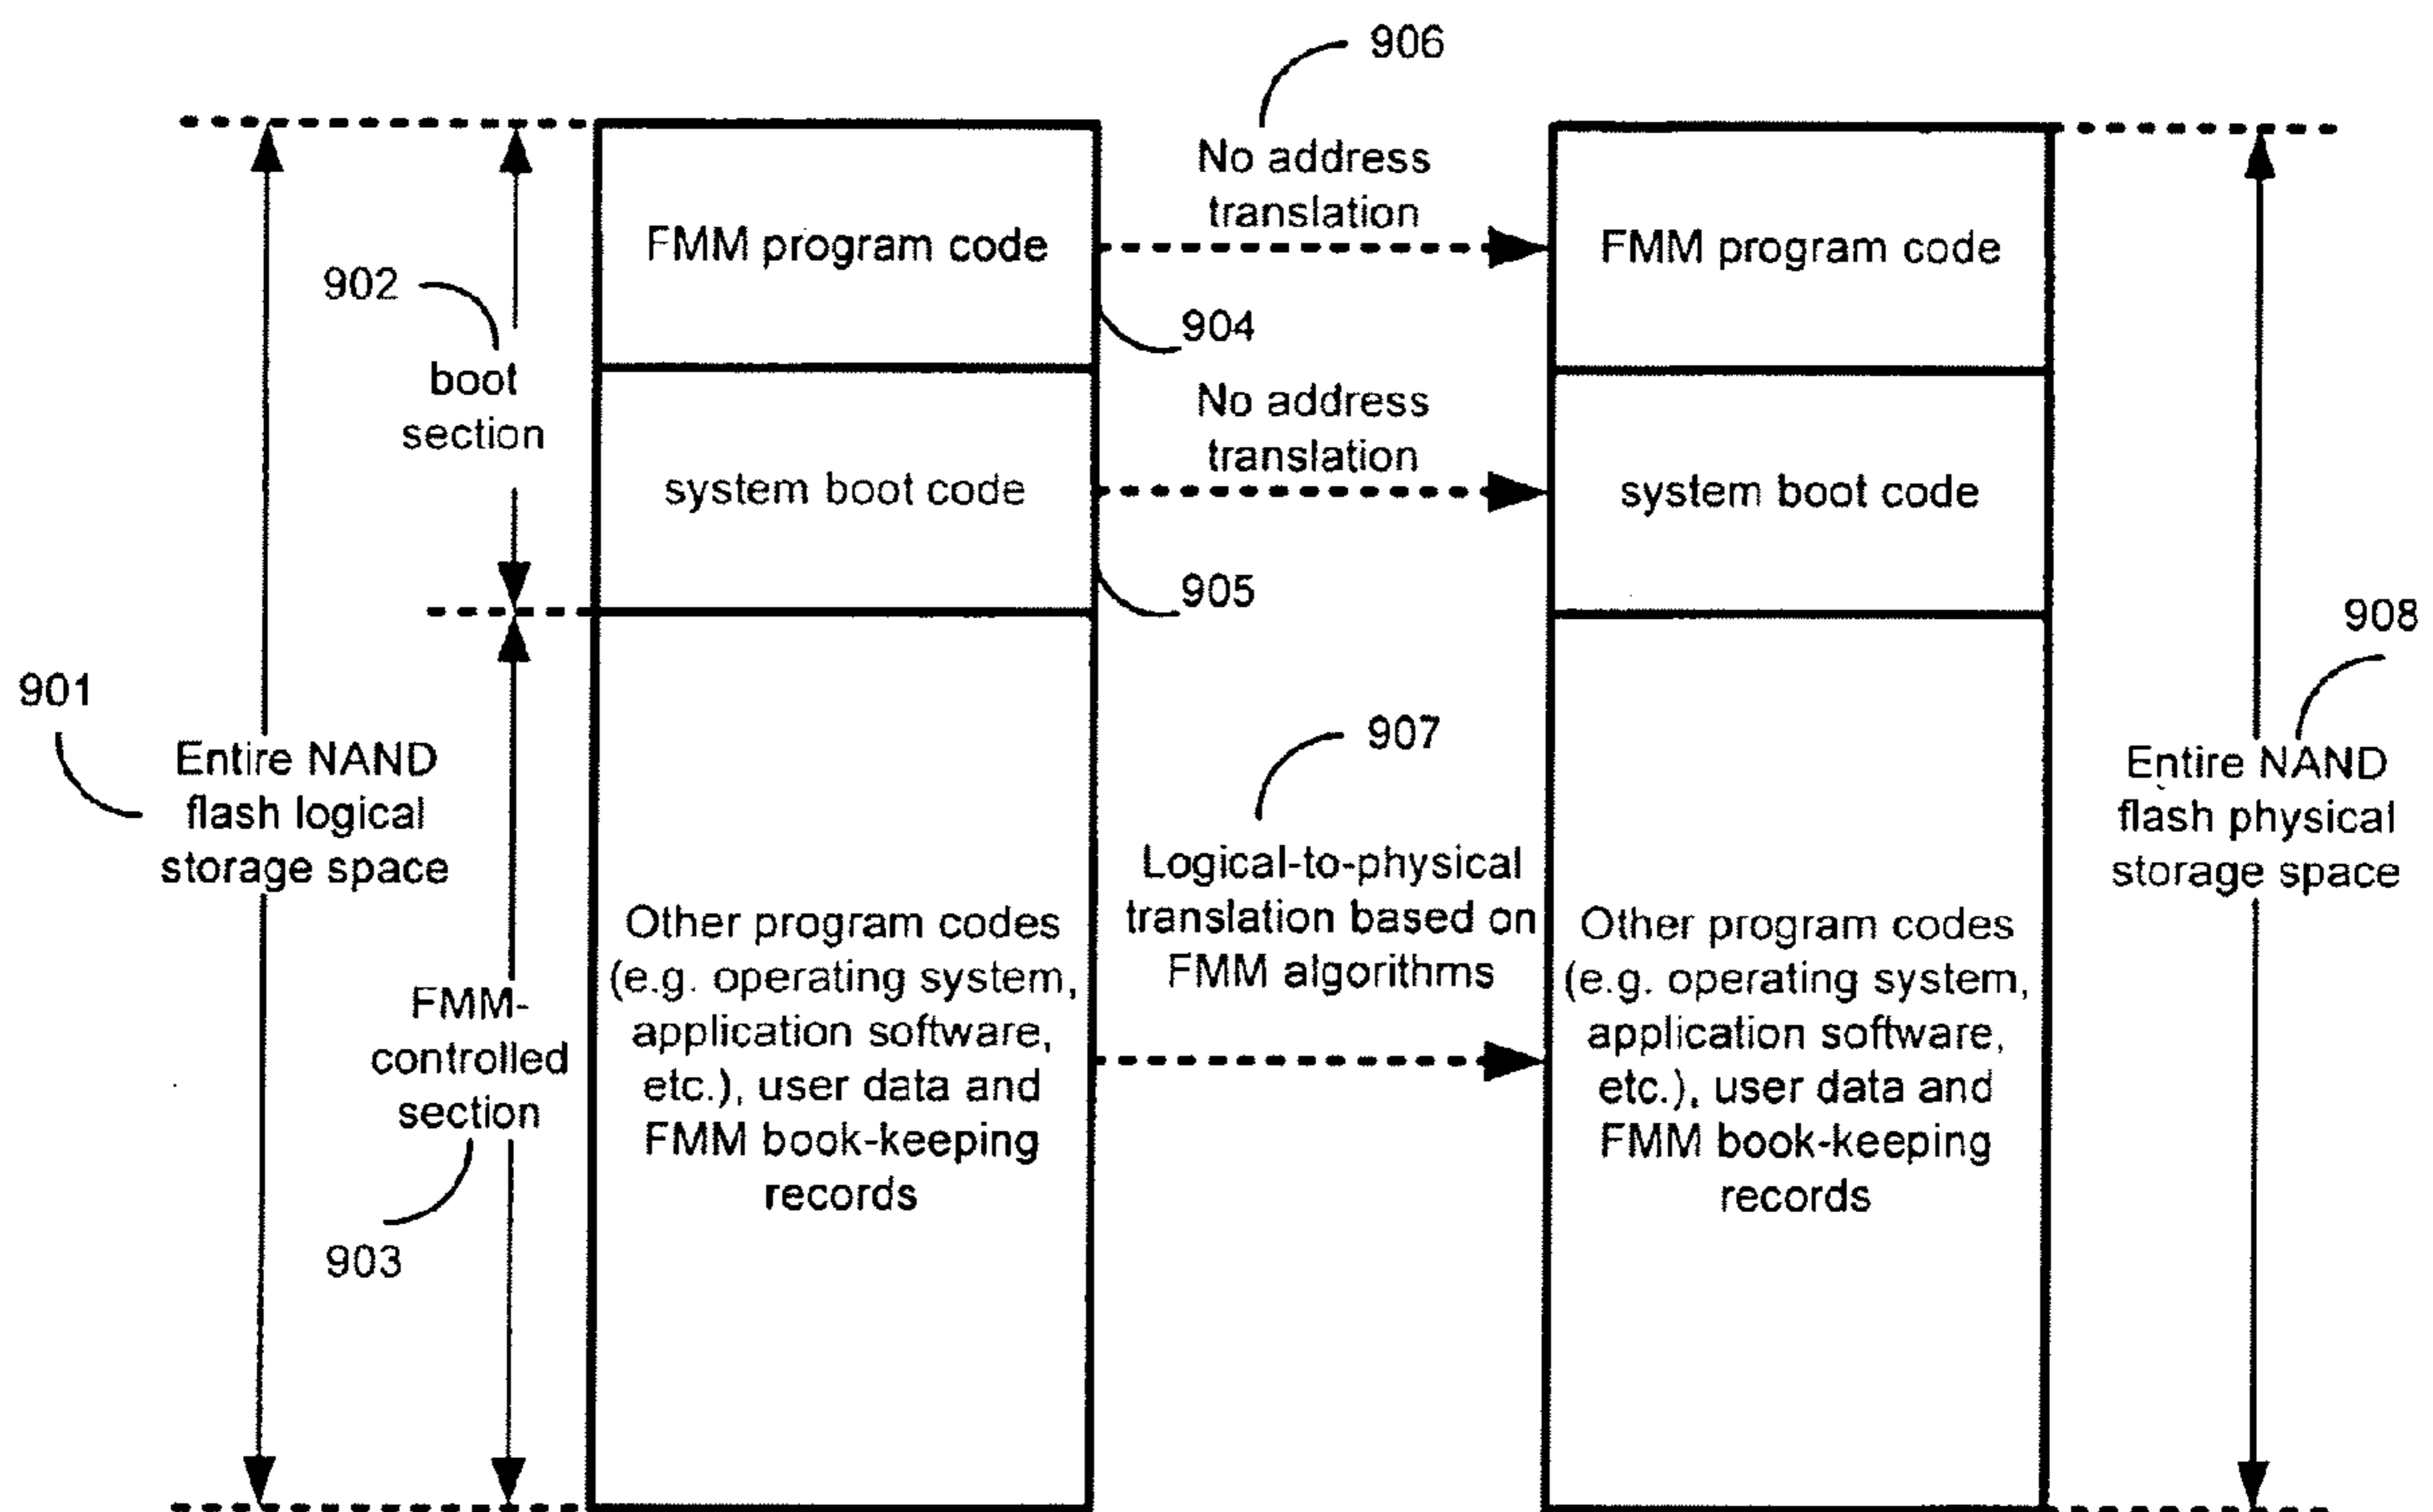 906
No address
translation
FMM program code
FMM program code
902
904
boot
section
No address
translation
system boot code
system boot code
905
908
901
907
Entire NAND
flash logical
storage space
Entire NAND
flash physical
storage space
Logical-to-physical
translation based on
FMM algorithms
Other program codes
(e.g. operating system,
application software,
etc.), user data and
FMM book-keeping
records
Other program codes
(e.g. operating system,
application software,
etc.), user data and
FMM book-keeping
records
FMM-
controlled
section
903